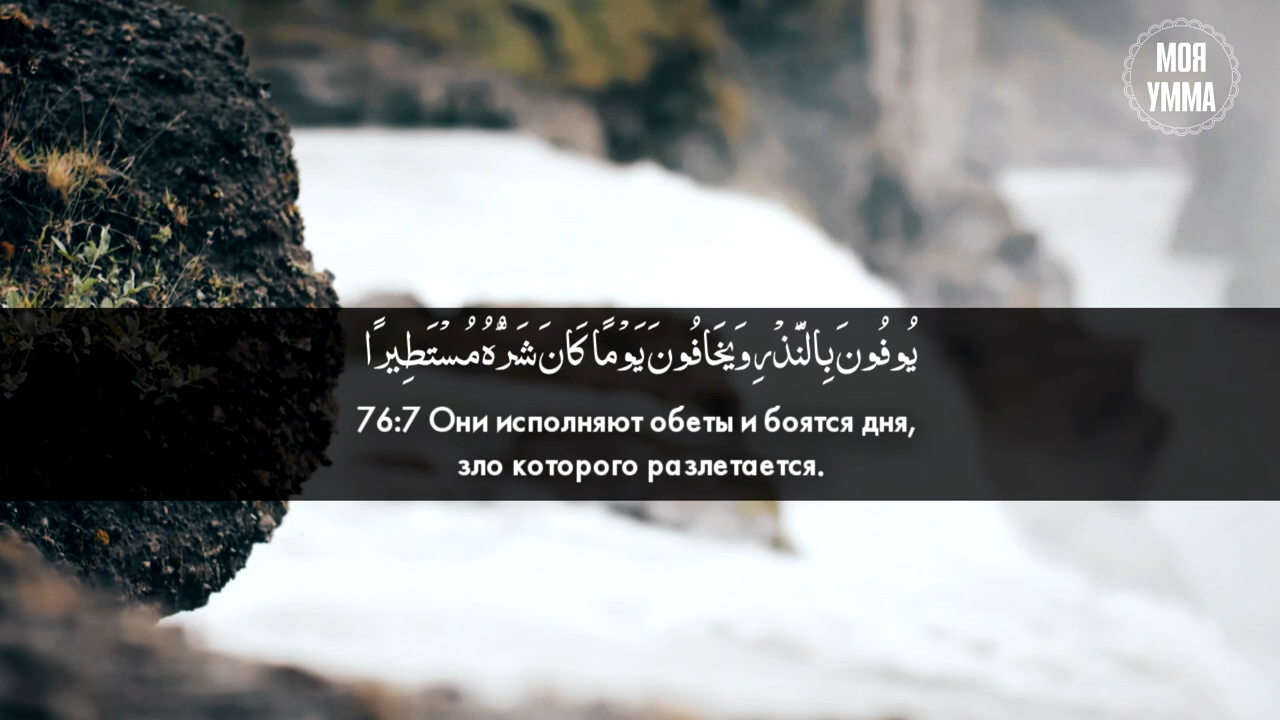 МОЯ
УММА
يُوفُونَ بِالنَّذْرِ وَيَخَافُونَ يَوْمًا كَانَ شَرُّهُ مُسْتَطِيرًا
76:7 Они исполняют обеты и боятся дня,
зло которого разлетается.